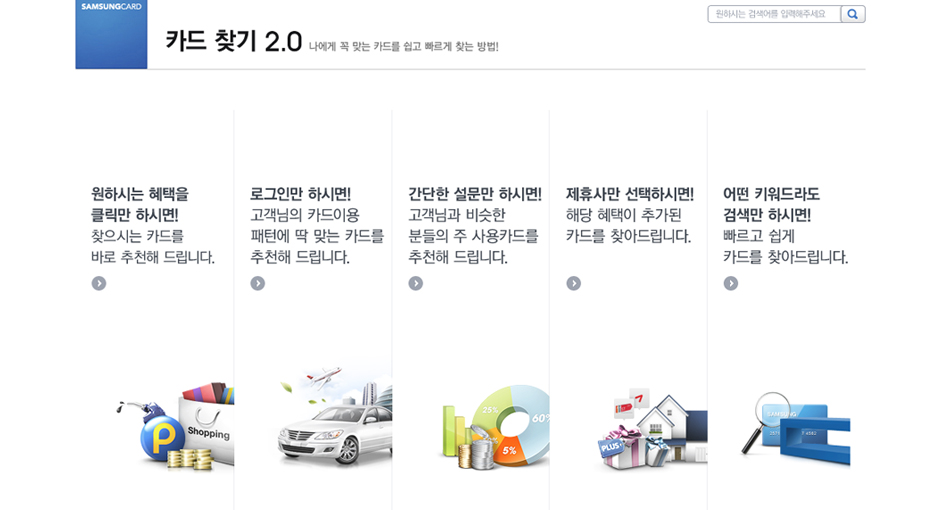 SAMSUNGCARD
원하시는 검색어를 입력해주세요
카드 찾기 2.0 나에게 꼭 맞는 카드를 쉽고 빠르게 찾는 방법!
원하시는 혜택을
클릭만 하시면!
찾으시는 카드를
바로 추천해 드립니다.
로그인만 하시면!
고객님의 카드이용
패턴에 딱 맞는 카드를
추천해 드립니다.
간단한 설문만 하시면!
고객님과 비슷한
분들의 주 사용카드를
추천해 드립니다.
제휴사만 선택하시면!
해당 혜택이 추가된
카드를 찾아드립니다.
어떤 키워드라도
검색만 하시면!
빠르고 쉽게
카드를 찾아드립니다.
P
Shopping
25%
60%
5%
7
PLUS+
SAMSUNG